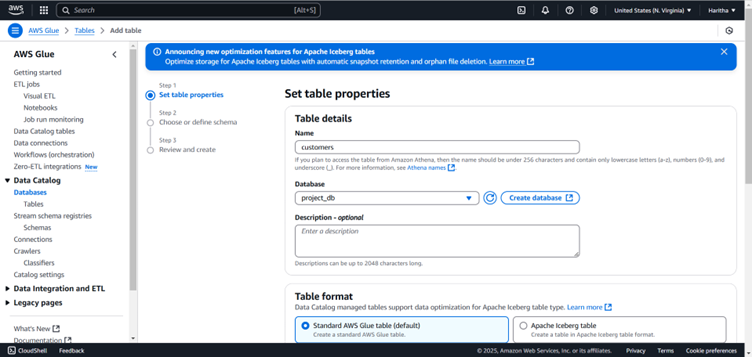 aws
Search
[Alt+S]
United States (N. Virginia)
Haritha
AWS Glue
Tables
Add table
AWS Glue
Getting started
ETL jobs
Visual ETL
Notebooks
Job run monitoring
Data Catalog tables
Data connections
Workflows (orchestration)
Zero-ETL integrations New
Data Catalog
Databases
Tables
Stream schema registries
Schemas
Connections
Crawlers
Classifiers
Catalog settings
Data Integration and ETL
Legacy pages
What's New
Documentation
Announcing new optimization features for Apache Iceberg tables
Optimize storage for Apache Iceberg tables with automatic snapshot retention and orphan file deletion. Learn more
Step 1
Set table properties
Step 2
Choose or define schema
Step 3
Review and create
Set table properties
Table details
Name
customers
If you plan to access the table from Amazon Athena, then the name should be under 256 characters and contain only lowercase letters (a-z), numbers (0-9), and
underscore (_). For more information, see Athena names
Database
project_db
Create database
Description - optional
Enter a description
Descriptions can be up to 2048 characters long.
Table format
Data Catalog managed tables support data optimization for Apache Iceberg table type. Learn more
Standard AWS Glue table (default)
Create a standard AWS Glue table.
Apache Iceberg table
Create a table in Apache Iceberg table format.
CloudShell
Feedback
© 2025, Amazon Web Services, Inc. or its affiliates.
Privacy
Terms
Cookie preferences